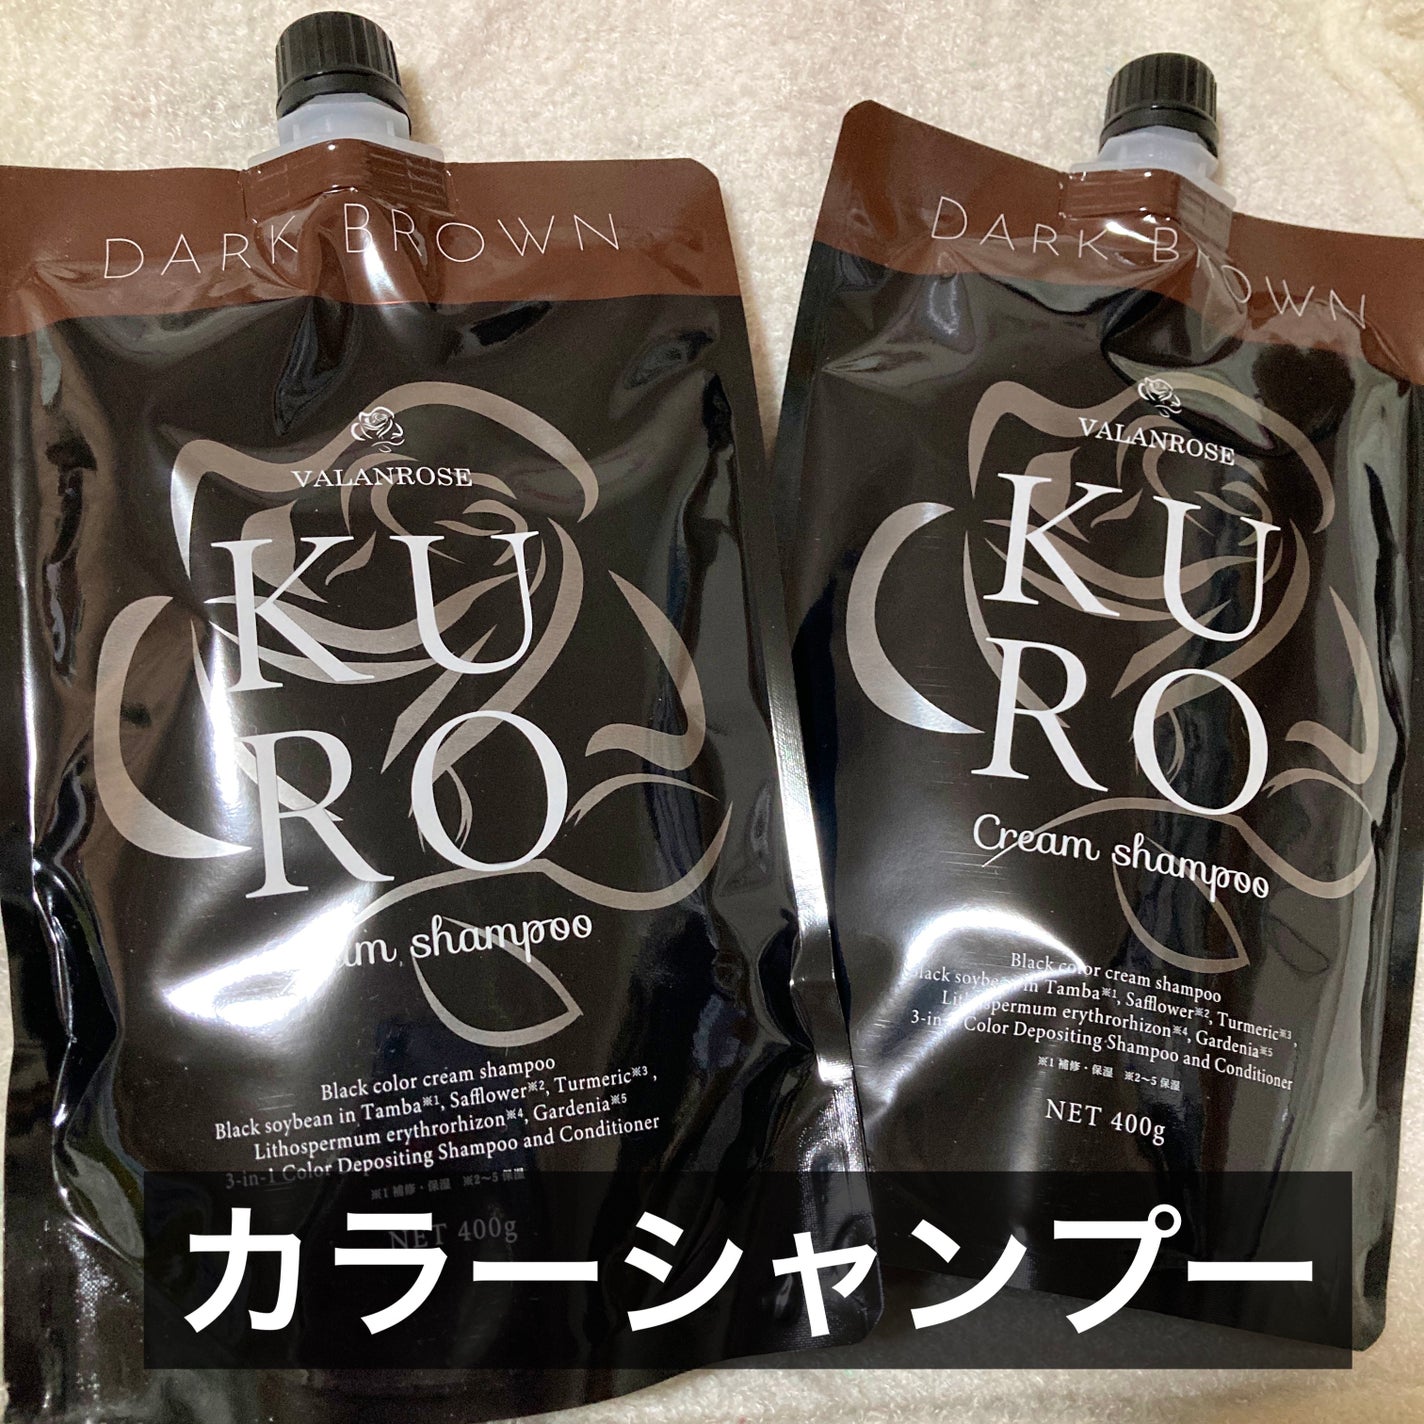 DARK BROWN
VALANROSE
KU
RO
am shampoo
Black color cream shampoo
Black soybean in Tamba※1, Safflower※2, Turmeric※3,
Lithospermum erythrorhizon※4, Gardenia※5
3-in-1 Color Depositing Shampoo and Conditioner
※1 補修・保湿 ※2～5 保湿
NET 400g
DARK BROWN
VALANROSE
KU
RO
Cream shampoo
Black color cream shampoo
Black soybean in Tamba※1, Safflower※2, Turmeric※3,
Lithospermum erythrorhizon※4, Gardenia※5
3-in-1 Color Depositing Shampoo and Conditioner
※1 補修・保湿 ※2～5 保湿
NET 400g
カラーシャンプー